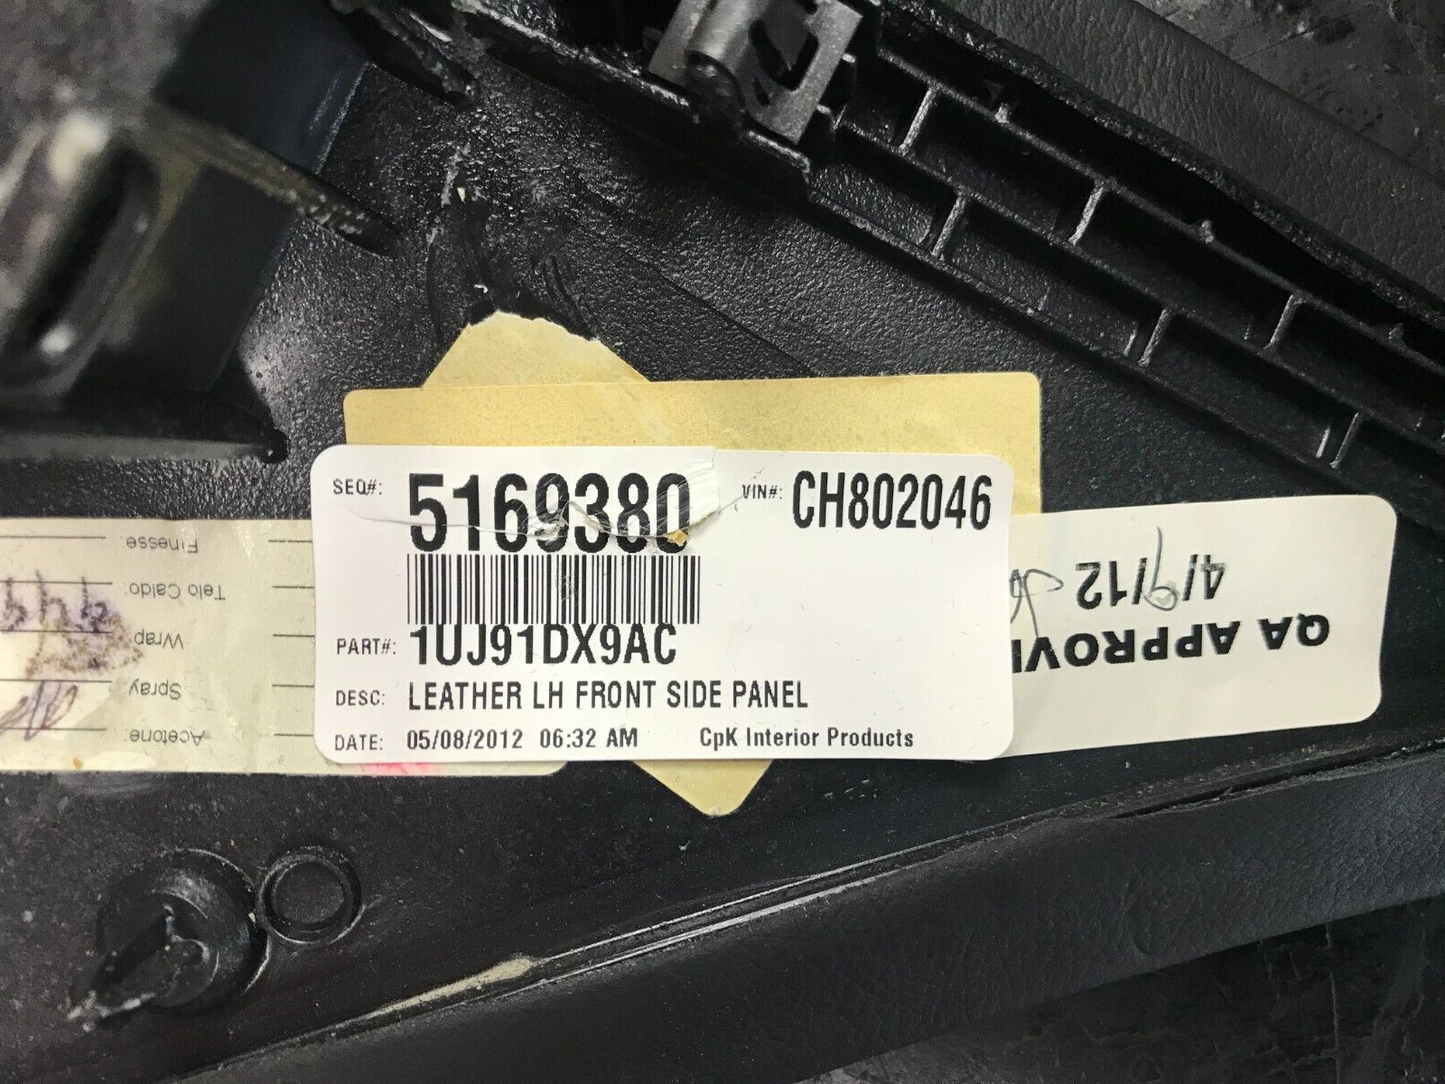 SEQ#: 5169380 VIN#: CH802046
PART#: 1UJ91DX9AC
DESC: LEATHER LH FRONT SIDE PANEL
DATE: 05/08/2012 06:32 AM CpK Interior Products
QA APPROV
4/9/12
Acetone:
Spray
Wrap
Telo Caldo:
Finesse